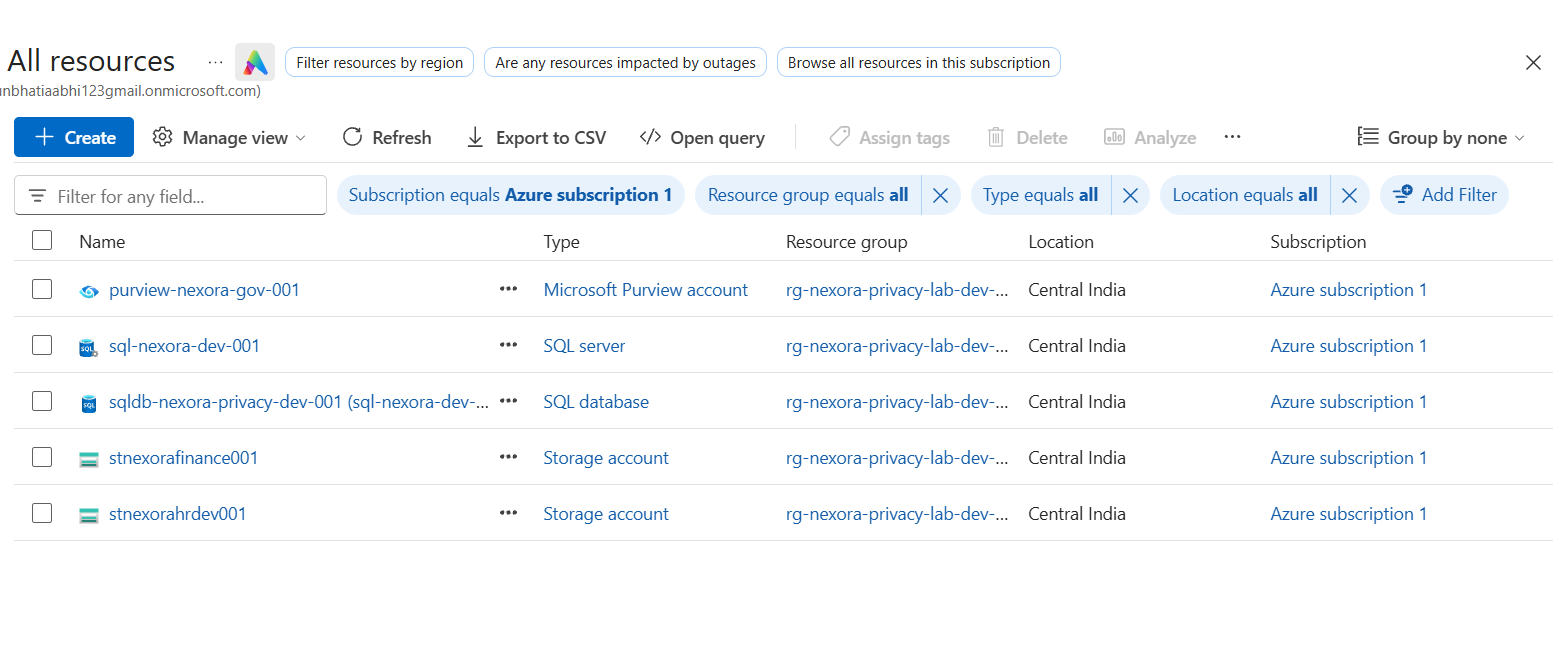 All resources ... Filter resources by region Are any resources impacted by outages Browse all resources in this subscription
nbhatiaabhi123gmail.onmicrosoft.com)
Create Manage view Refresh Export to CSV Open query Assign tags Delete Analyze ... Group by none
Filter for any field... Subscription equals Azure subscription 1 Resource group equals all Type equals all Location equals all Add Filter
Name Type Resource group Location Subscription
purview-nexora-gov-001 ... Microsoft Purview account rg-nexora-privacy-lab-dev-... Central India Azure subscription 1
sql-nexora-dev-001 ... SQL server rg-nexora-privacy-lab-dev-... Central India Azure subscription 1
sqldb-nexora-privacy-dev-001 (sql-nexora-dev-... ... SQL database rg-nexora-privacy-lab-dev-... Central India Azure subscription 1
stnexorafinance001 ... Storage account rg-nexora-privacy-lab-dev-... Central India Azure subscription 1
stnexorahrdev001 ... Storage account rg-nexora-privacy-lab-dev-... Central India Azure subscription 1